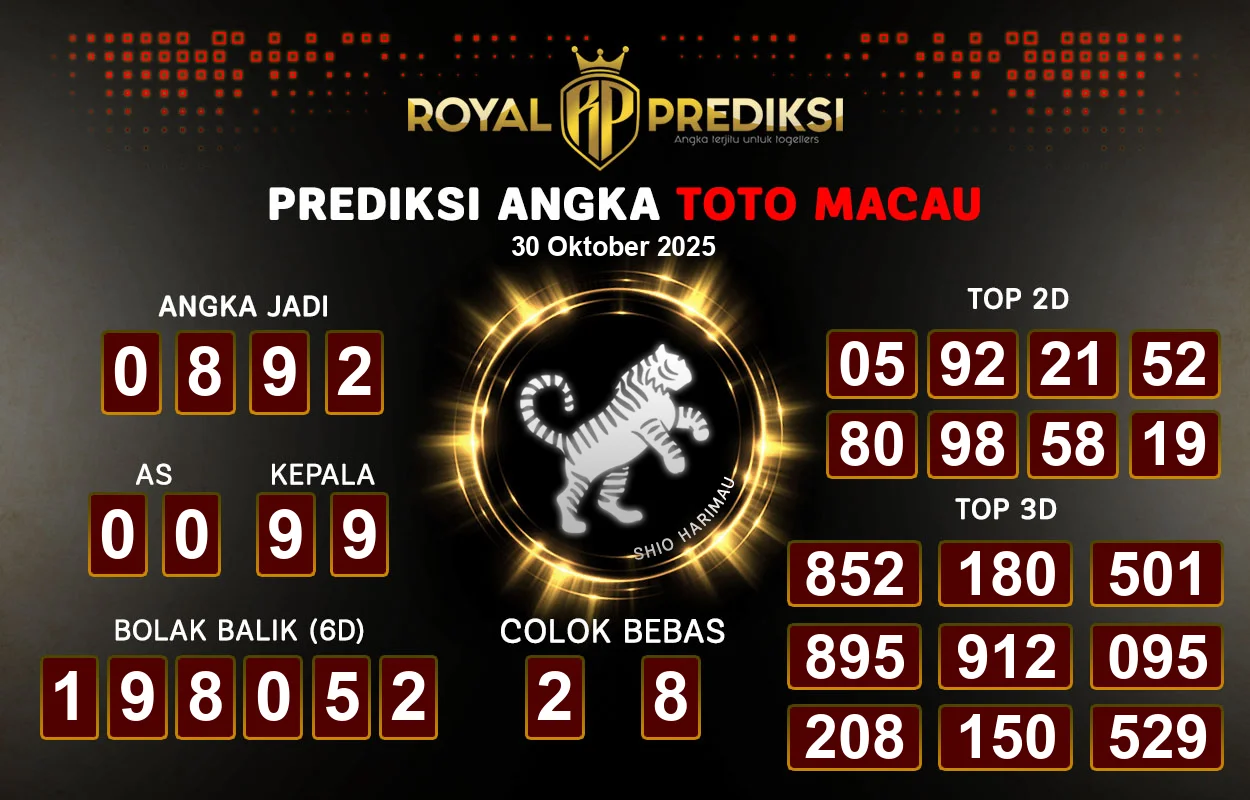 ROYAL RP PREDIKSI
Angka terjitu untuk togellers
PREDIKSI ANGKA TOTO MACAU
30 Oktober 2025
ANGKA JADI
0 8 9 2
AS KEPALA
0 0 9 9
BOLAK BALIK (6D)
1 9 8 0 5 2
SHIO HARIMAU
COLOK BEBAS
2 8
TOP 2D
05 92 21 52
80 98 58 19
TOP 3D
852 180 501
895 912 095
208 150 529